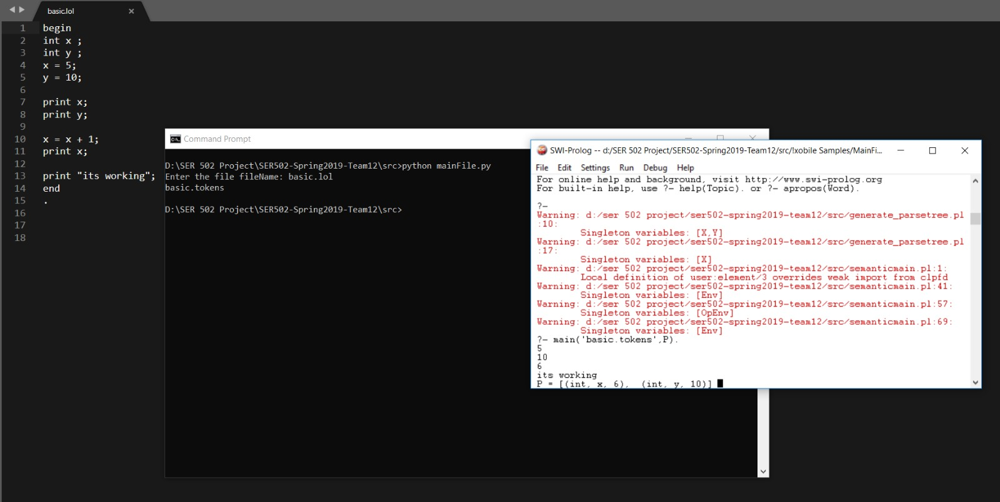 basic.lol
1 begin
2 int x ;
3 int y ;
4 x = 5;
5 y = 10;
6
7 print x;
8 print y;
9
10 x = x + 1;
11 print x;
12
13 print "its working";
14 end
15 .
16
17
18
Command Prompt
D:\SER 502 Project\SER502-Spring2019-Team12\src>python mainFile.py
Enter the file fileName: basic.lol
basic.tokens
D:\SER 502 Project\SER502-Spring2019-Team12\src>
SWI-Prolog -- d:/SER 502 Project/SER502-Spring2019-Team12/src/!xobile Samples/MainFi...
File Edit Settings Run Debug Help
For online help and background, visit http://www.swi-prolog.org
For built-in help, use ?- help(Topic). or ?- apropos(Word).
?-
Warning: d:/ser 502 project/ser502-spring2019-team12/src/generate_parsetree.pl
:10:
Singleton variables: [X,Y]
Warning: d:/ser 502 project/ser502-spring2019-team12/src/generate_parsetree.pl
:17:
Singleton variables: [X]
Warning: d:/ser 502 project/ser502-spring2019-team12/src/semanticmain.pl:1:
Local definition of user:element/3 overrides weak import from clpfd
Warning: d:/ser 502 project/ser502-spring2019-team12/src/semanticmain.pl:41:
Singleton variables: [Env]
Warning: d:/ser 502 project/ser502-spring2019-team12/src/semanticmain.pl:57:
Singleton variables: [OpEnv]
Warning: d:/ser 502 project/ser502-spring2019-team12/src/semanticmain.pl:69:
Singleton variables: [Env]
?- main('basic.tokens',P).
5
10
6
its working
P = [(int, x, 6), (int, y, 10)]